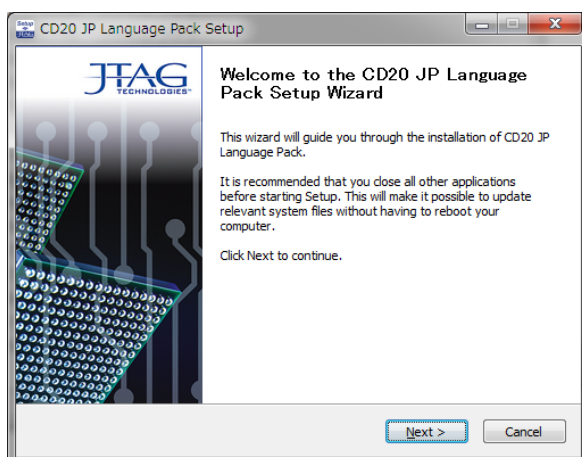 CD20 JP Language Pack Setup
JTAG
TECHNOLOGIES
Welcome to the CD20 JP Language
Pack Setup Wizard
This wizard will guide you through the installation of CD20 JP
Language Pack.
It is recommended that you close all other applications
before starting Setup. This will make it possible to update
relevant system files without having to reboot your
computer.
Click Next to continue.
Next >
Cancel